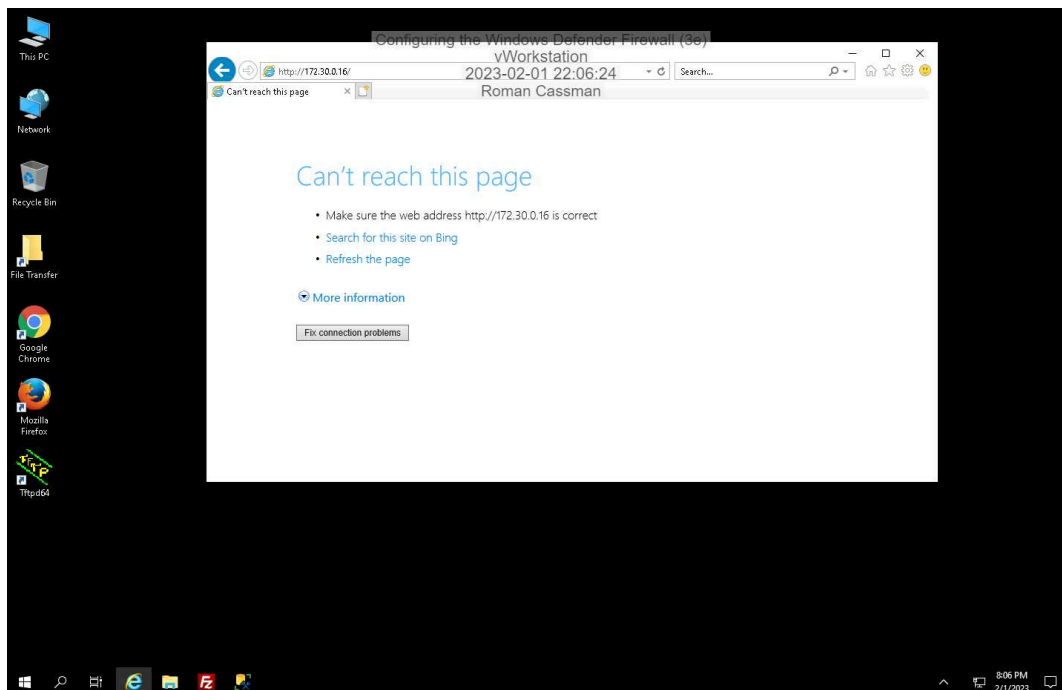 This PC
Network
Recycle Bin
File Transfer
Google
Chrome
Mozilla
Firefox
Tftpd64
Configuring the Windows Defender Firewall (3e)
vWorkstation
2023-02-01 22:06:24
Roman Cassman
http://172.30.0.16/
Search...
Can't reach this page
Can't reach this page
• Make sure the web address http://172.30.0.16 is correct
• Search for this site on Bing
• Refresh the page
More information
Fix connection problems
8:06 PM
2/1/2023